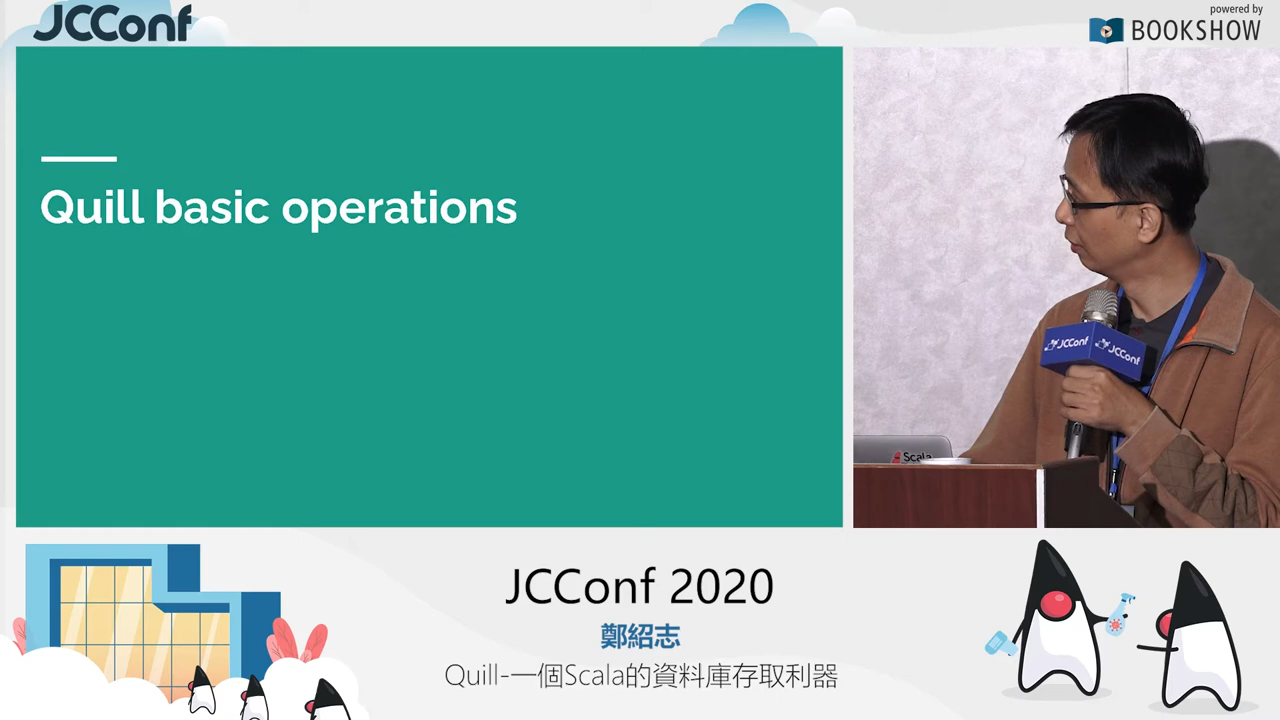 JCConf
powered by
BOOKSHOW
Quill basic operations
JCConf
JCConf
Scala
JCConf 2020
鄭紹志
Quill-一個Scala的資料庫存取利器